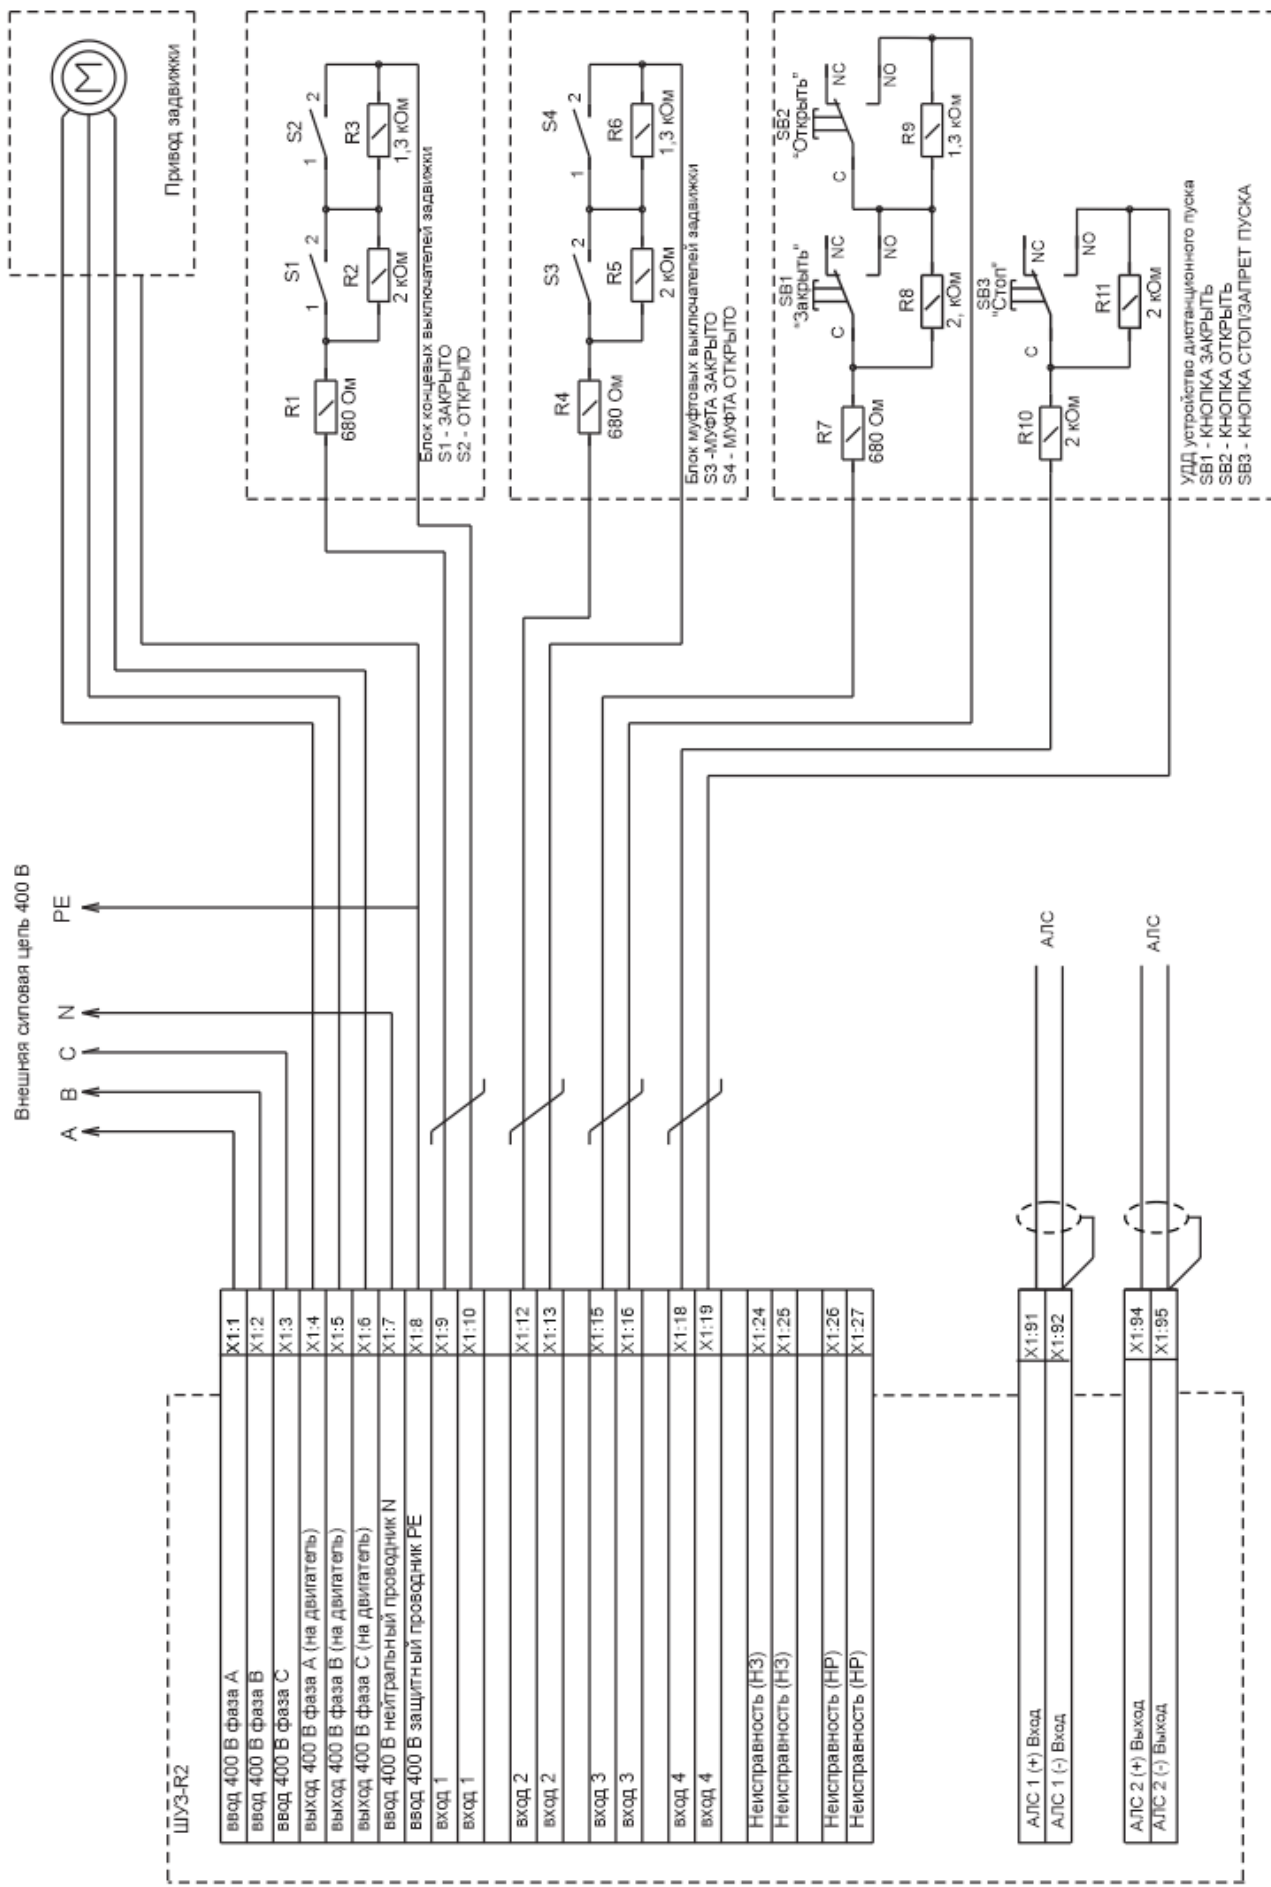 Внешняя силовая цепь 400 В
A
B
C
N
PE
Привод задвижки
M
ШУЗ-R2
ввод 400 В фаза A
X1:1
ввод 400 В фаза B
X1:2
ввод 400 В фаза C
X1:3
выход 400 В фаза A (на двигатель)
X1:4
выход 400 В фаза B (на двигатель)
X1:5
выход 400 В фаза C (на двигатель)
X1:6
ввод 400 В нейтральный проводник N
X1:7
ввод 400 В защитный проводник PE
X1:8
вход 1
X1:9
вход 1
X1:10
вход 2
X1:12
вход 2
X1:13
вход 3
X1:15
вход 3
X1:16
вход 4
X1:18
вход 4
X1:19
Неисправность (НЗ)
X1:24
Неисправность (НЗ)
X1:25
Неисправность (НР)
X1:26
Неисправность (НР)
X1:27
АЛС 1 (+) Вход
X1:91
АЛС 1 (-) Вход
X1:92
АЛС
АЛС 2 (+) Выход
X1:94
АЛС 2 (-) Выход
X1:95
АЛС
R1
680 Ом
S1
1
2
R2
2 кОм
S2
1
2
R3
1,3 кОм
Блок концевых выключателей задвижки
S1 - ЗАКРЫТО
S2 - ОТКРЫТО
R4
680 Ом
S3
1
2
R5
2 кОм
S4
1
2
R6
1,3 кОм
Блок муфтовых выключателей задвижки
S3 -МУФТА ЗАКРЫТО
S4 - МУФТА ОТКРЫТО
R7
680 Ом
SB1
"Закрыть"
C
NC
NO
R8
2, кОм
SB2
"Открыть"
C
NC
NO
R9
1,3 кОм
R10
2 кОм
SB3
"Стоп"
C
NC
NO
R11
2 кОм
УДД устройство дистанционного пуска
SB1 - КНОПКА ЗАКРЫТЬ
SB2 - КНОПКА ОТКРЫТЬ
SB3 - КНОПКА СТОП/ЗАПРЕТ ПУСКА